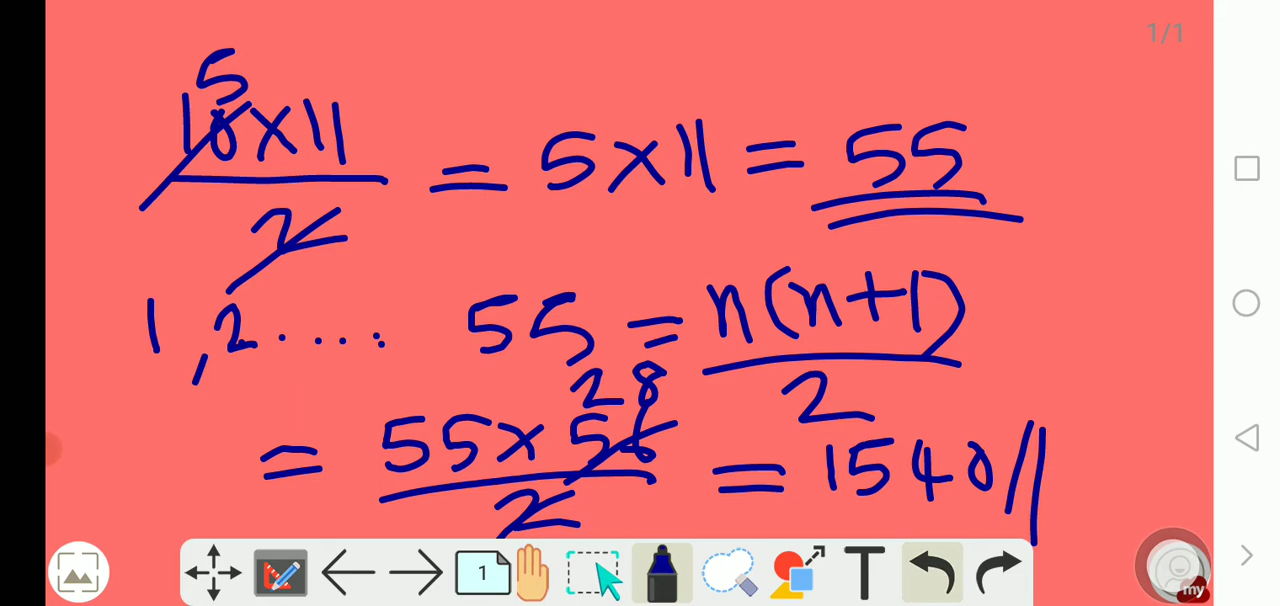 1/1
5
10×11
= 5×11 = 55
2
1,2..... 55 = n(n+1)
2
28
= 55×56 = 1540//
2
1
T
my